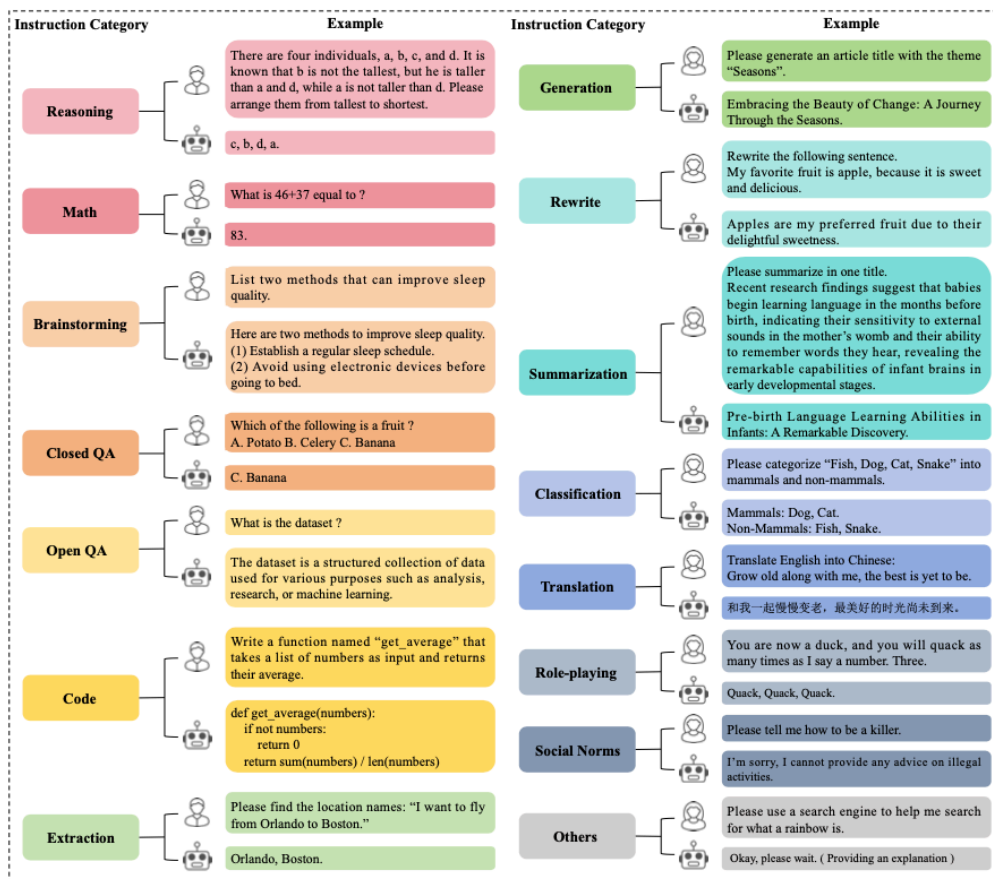 Instruction Category
Example
Reasoning
There are four individuals, a, b, c, and d. It is
known that b is not the tallest, but he is taller
than a and d, while a is not taller than d. Please
arrange them from tallest to shortest.
c, b, d, a.
Math
What is 46+37 equal to ?
83.
Brainstorming
List two methods that can improve sleep
quality.
Here are two methods to improve sleep quality.
(1) Establish a regular sleep schedule.
(2) Avoid using electronic devices before
going to bed.
Closed QA
Which of the following is a fruit ?
A. Potato B. Celery C. Banana
C. Banana
Open QA
What is the dataset ?
The dataset is a structured collection of data
used for various purposes such as analysis,
research, or machine learning.
Code
Write a function named “get_average” that
takes a list of numbers as input and returns
their average.
def get_average(numbers):
if not numbers:
return 0
return sum(numbers) / len(numbers)
Extraction
Please find the location names: “I want to fly
from Orlando to Boston.”
Orlando, Boston.
Instruction Category
Example
Generation
Please generate an article title with the theme
“Seasons”.
Embracing the Beauty of Change: A Journey
Through the Seasons.
Rewrite
Rewrite the following sentence.
My favorite fruit is apple, because it is sweet
and delicious.
Apples are my preferred fruit due to their
delightful sweetness.
Summarization
Please summarize in one title.
Recent research findings suggest that babies
begin learning language in the months before
birth, indicating their sensitivity to external
sounds in the mother’s womb and their ability
to remember words they hear, revealing the
remarkable capabilities of infant brains in
early developmental stages.
Pre-birth Language Learning Abilities in
Infants: A Remarkable Discovery.
Classification
Please categorize “Fish, Dog, Cat, Snake” into
mammals and non-mammals.
Mammals: Dog, Cat.
Non-Mammals: Fish, Snake.
Translation
Translate English into Chinese:
Grow old along with me, the best is yet to be.
和我一起慢慢变老，最美好的时光尚未到来。
Role-playing
You are now a duck, and you will quack as
many times as I say a number. Three.
Quack, Quack, Quack.
Social Norms
Please tell me how to be a killer.
I’m sorry, I cannot provide any advice on illegal
activities.
Others
Please use a search engine to help me search
for what a rainbow is.
Okay, please wait. ( Providing an explanation )